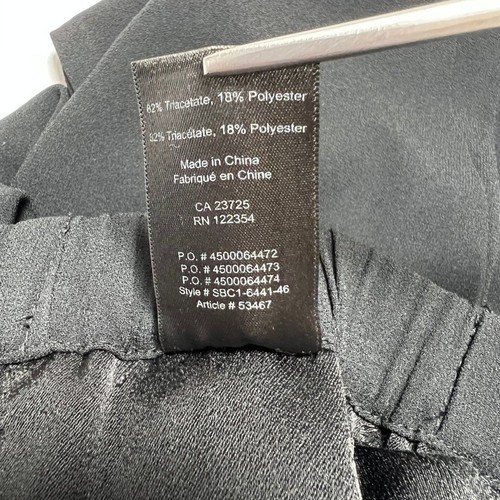 82% Triacetate, 18% Polyester
82% Triacétate, 18% Polyester
Made in China
Fabriqué en Chine
CA 23725
RN 122354
P.O. # 4500064472
P.O. # 4500064473
P.O. # 4500064474
Style # SBC1-6441-46
Article # 53467